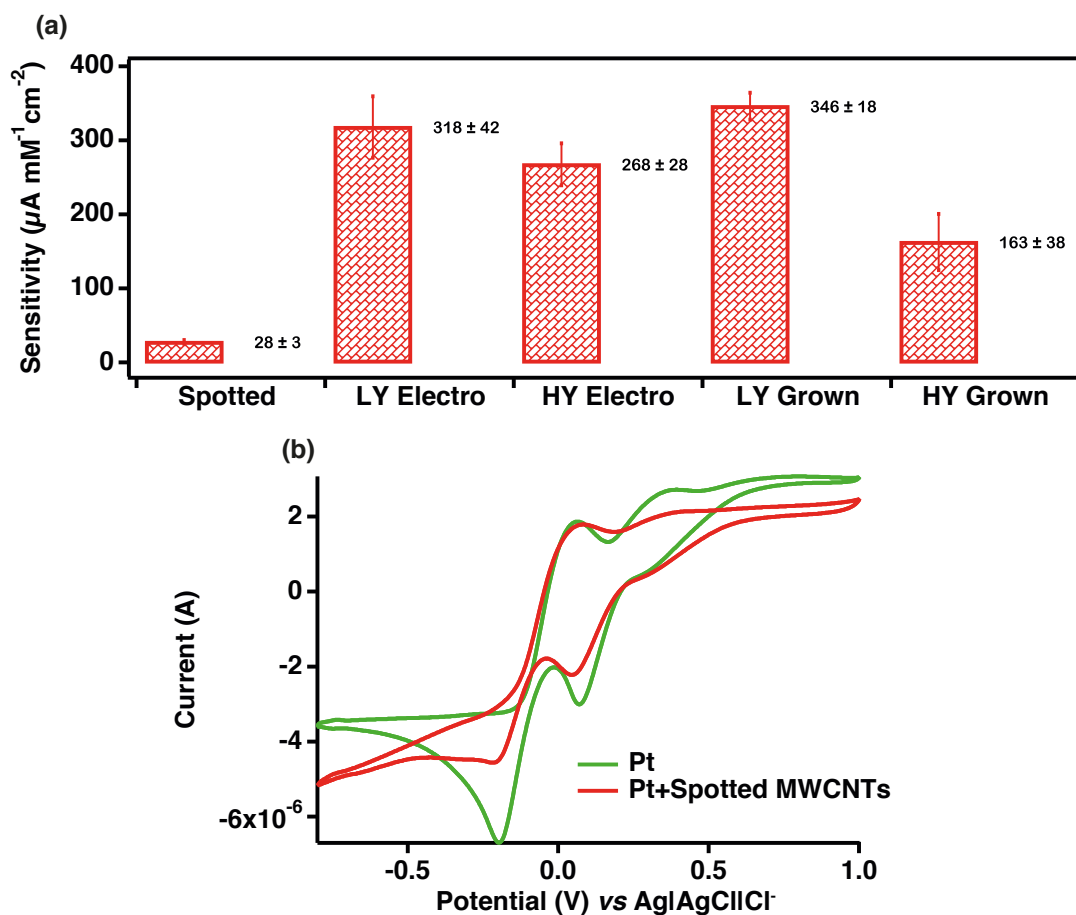 (a)
Sensitivity (µA mM⁻¹cm⁻²)
400
300
200
100
0
28 ± 3
318 ± 42
268 ± 28
346 ± 18
163 ± 38
Spotted LY Electro HY Electro LY Grown HY Grown
(b)
Current (A)
2
0
-2
-4
-6x10⁻⁶
Pt
Pt+Spotted MWCNTs
-0.5 0.0 0.5 1.0
Potential (V) vs Ag|AgCl|Cl⁻